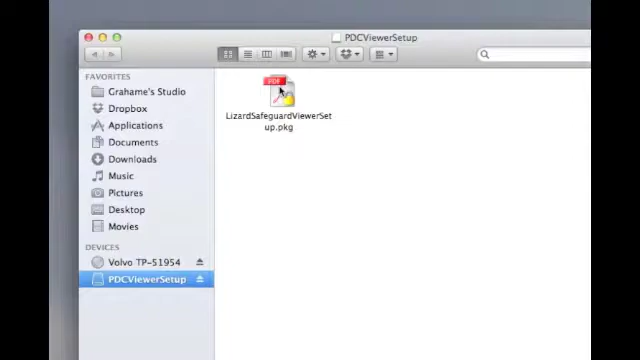 PDCViewerSetup
FAVORITES
Grahame's Studio
Dropbox
Applications
Documents
Downloads
Music
Pictures
Desktop
Movies
DEVICES
Volvo TP-51954
PDCViewerSetup
PDF
LizardSafeguardViewerSet
up.pkg